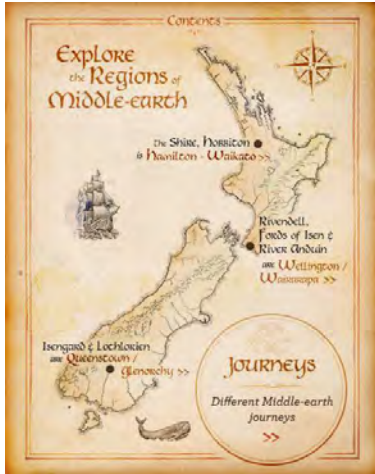 Contents
Explore
the Regions of
Middle-earth
the Shire, Hobbiton
is Hamilton - Waikato >>
Rivendell,
Fords of Isen &
River Anduin
are Wellington /
Wairarapa >>
Isengard & Lothlorien
are Queenstown /
Glenorchy >>
Journeys
Different Middle-earth
journeys
>>